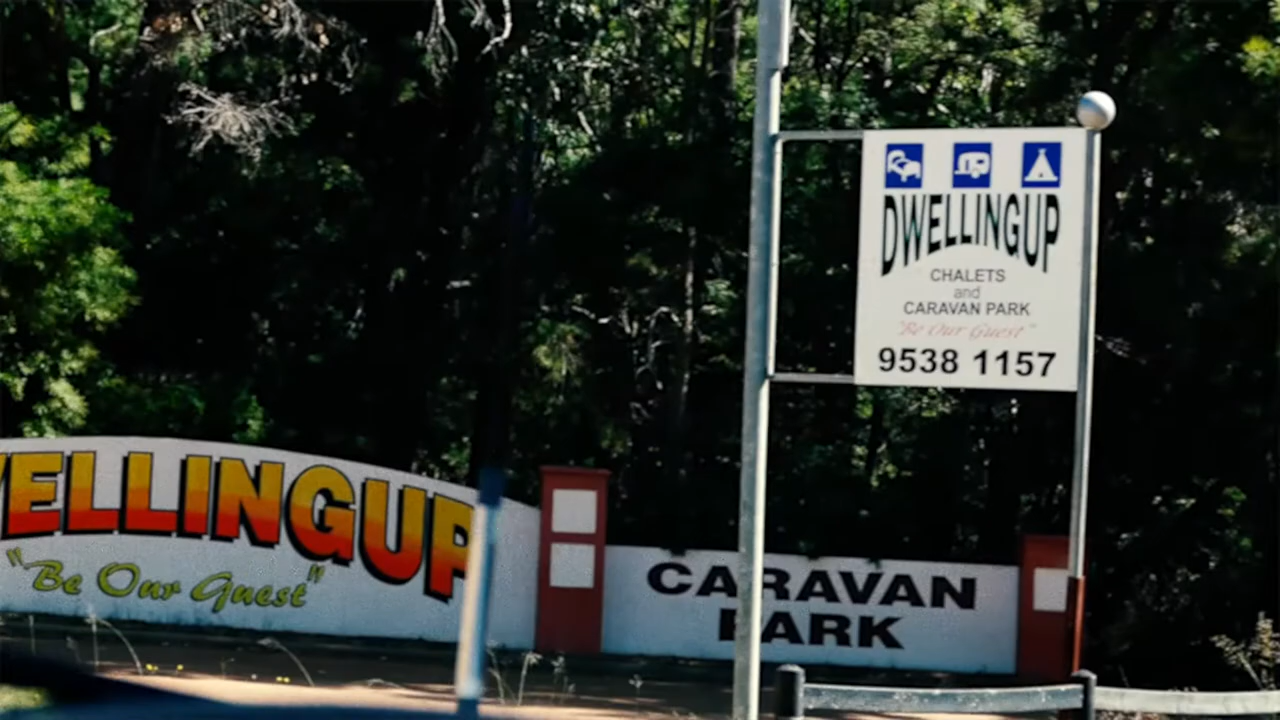 DWELLINGUP
CHALETS
and
CARAVAN PARK
"Be Our Guest"
9538 1157
WELLINGUP
"Be Our Guest"
CARAVAN
PARK